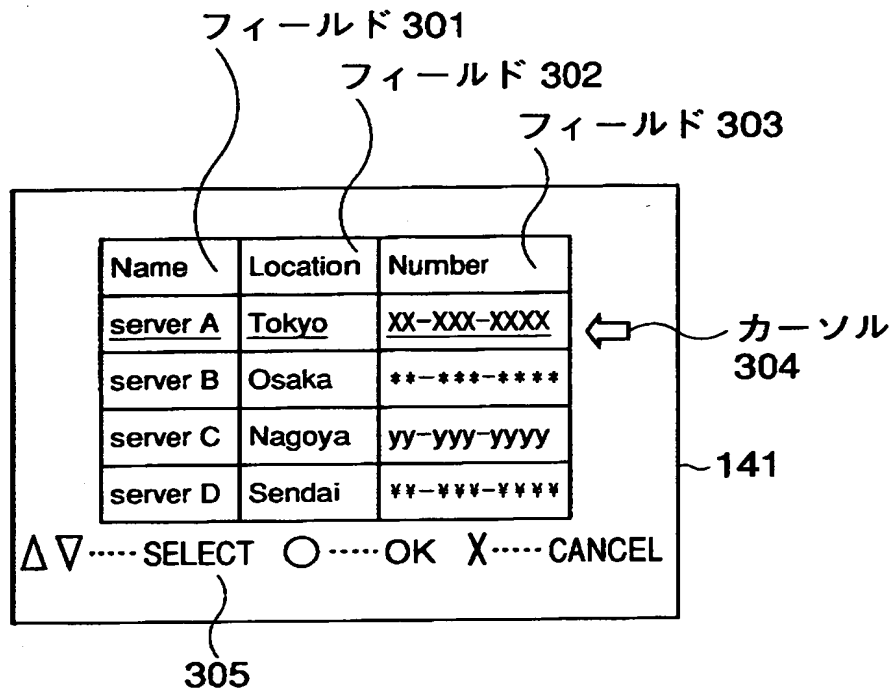 フィールド 301
フィールド 302
フィールド 303
Name Location Number
server A Tokyo XX-XXX-XXXX
カーソル
304
server B Osaka **-***-****
server C Nagoya yy-yyy-yyyy
141
server D Sendai ¥¥-¥¥¥-¥¥¥¥
△ ▽ ····· SELECT ○ ····· OK X ····· CANCEL
305